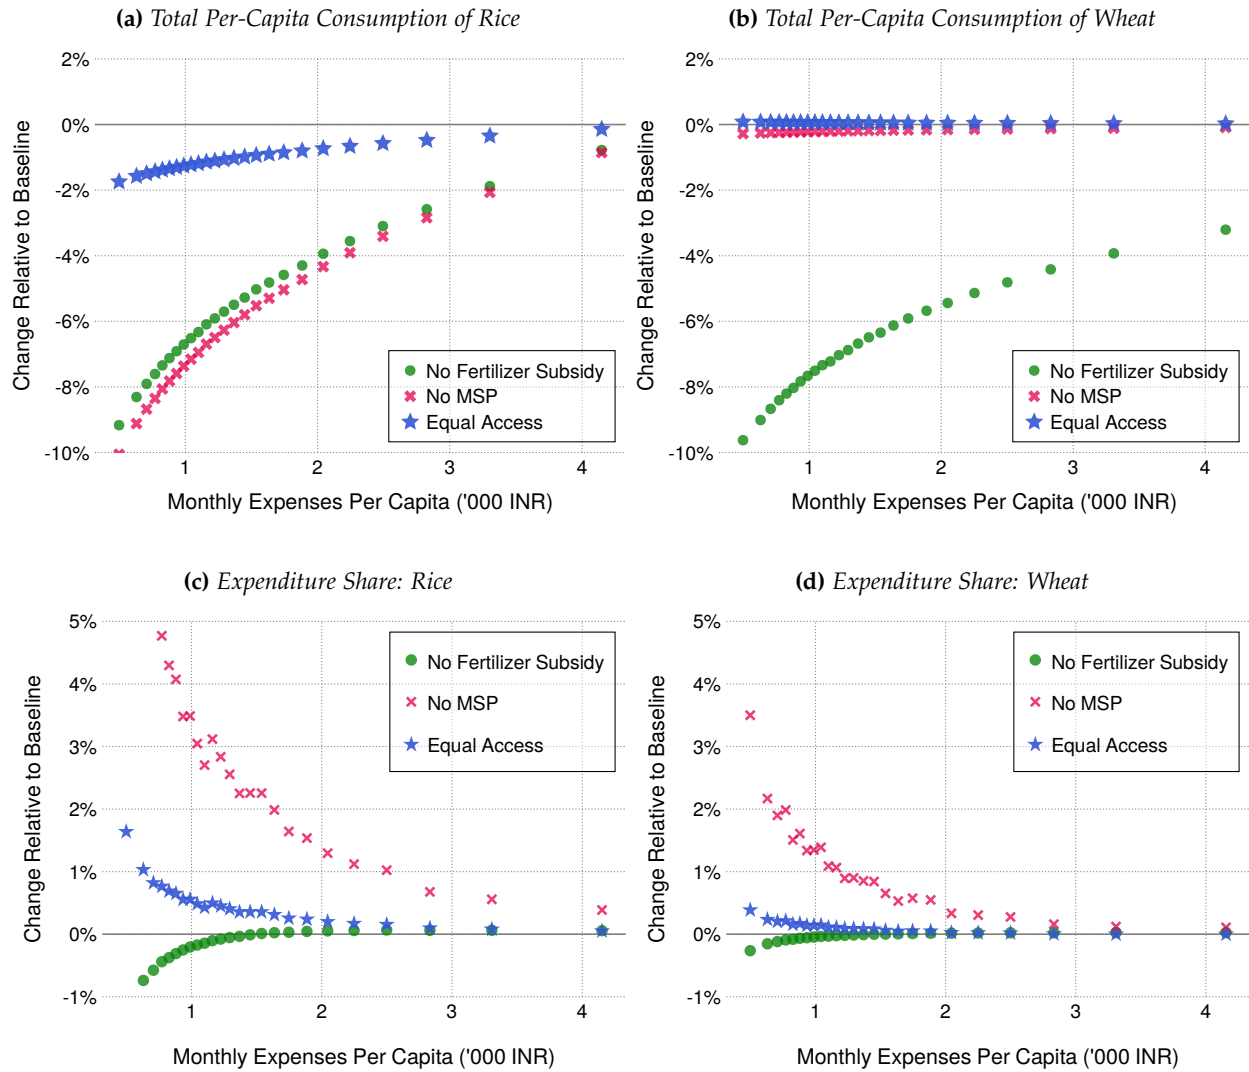 (a) Total Per-Capita Consumption of Rice
2%
0%
-2%
-4%
-6%
-8%
-10%
Change Relative to Baseline
No Fertilizer Subsidy
No MSP
Equal Access
1 2 3 4
Monthly Expenses Per Capita ('000 INR)
(b) Total Per-Capita Consumption of Wheat
2%
0%
-2%
-4%
-6%
-8%
-10%
Change Relative to Baseline
No Fertilizer Subsidy
No MSP
Equal Access
1 2 3 4
Monthly Expenses Per Capita ('000 INR)
(c) Expenditure Share: Rice
5%
4%
3%
2%
1%
0%
-1%
Change Relative to Baseline
No Fertilizer Subsidy
No MSP
Equal Access
1 2 3 4
Monthly Expenses Per Capita ('000 INR)
(d) Expenditure Share: Wheat
5%
4%
3%
2%
1%
0%
-1%
Change Relative to Baseline
No Fertilizer Subsidy
No MSP
Equal Access
1 2 3 4
Monthly Expenses Per Capita ('000 INR)